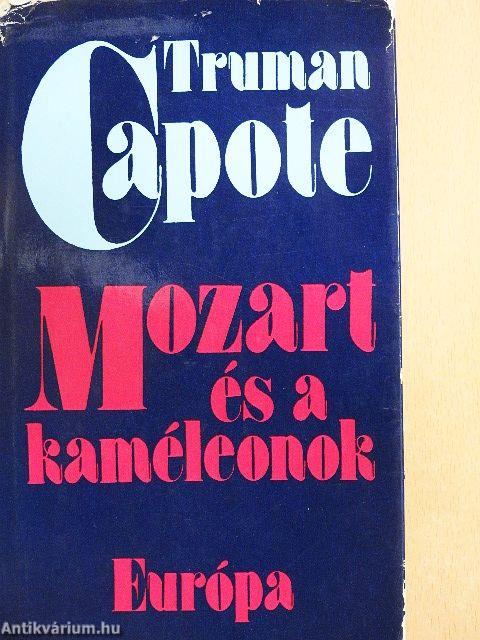 Truman
Capote
Mozart
és a
kaméleonok
Európa
Antikvárium.hu